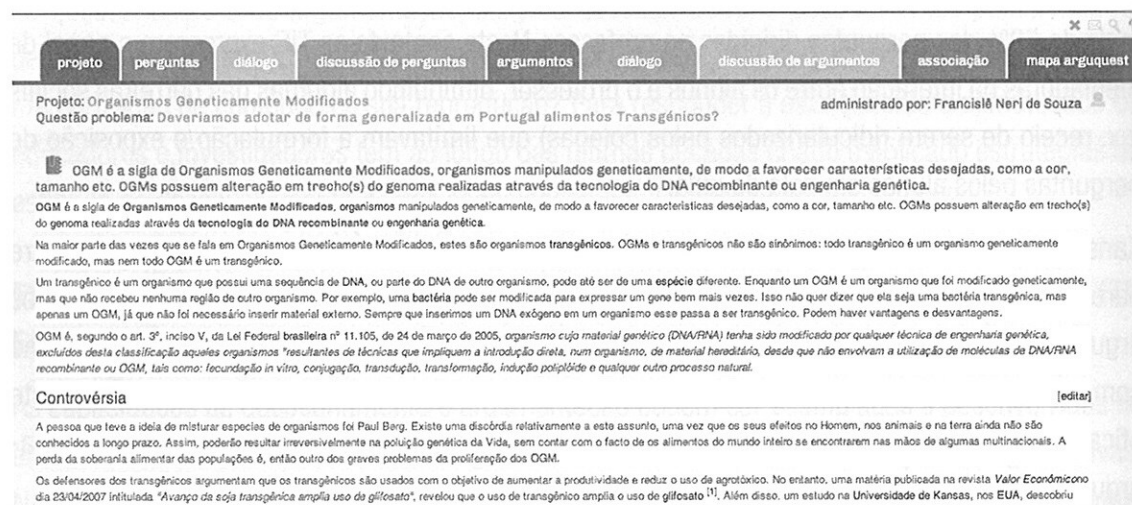 projeto perguntas diálogo discussão de perguntas argumentos diálogo discussão de argumentos associação mapa arguquest
Projeto: Organismos Geneticamente Modificados
administrado por: Francislê Neri de Souza
Questão problema: Deveriamos adotar de forma generalizada em Portugal alimentos Transgénicos?
OGM é a sigla de Organismos Geneticamente Modificados, organismos manipulados geneticamente, de modo a favorecer características desejadas, como a cor,
tamanho etc. OGMs possuem alteração em trecho(s) do genoma realizadas através da tecnologia do DNA recombinante ou engenharia genética.
OGM é a sigla de Organismos Geneticamente Modificados, organismos manipulados geneticamente, de modo a favorecer características desejadas, como a cor, tamanho etc. OGMs possuem alteração em trecho(s)
do genoma realizadas através da tecnologia do DNA recombinante ou engenharia genética.
Na maior parte das vezes que se fala em Organismos Geneticamente Modificados, estes são organismos transgênicos. OGMs e transgênicos não são sinônimos: todo transgênico é um organismo geneticamente
modificado, mas nem todo OGM é um transgênico.
Um transgênico é um organismo que possui uma sequência de DNA, ou parte do DNA de outro organismo, pode até ser de uma espécie diferente. Enquanto um OGM é um organismo que foi modificado geneticamente,
mas que não recebeu nenhuma região de outro organismo. Por exemplo, uma bactéria pode ser modificada para expressar um gene bem mais vezes. Isso não quer dizer que ela seja uma bactéria transgênica, mas
apenas um OGM, já que não foi necessário inserir material externo. Sempre que inserimos um DNA exógeno em um organismo esse passa a ser transgênico. Podem haver vantagens e desvantagens.
OGM é, segundo o art. 3º, inciso V, da Lei Federal brasileira nº 11.105, de 24 de março de 2005, organismo cujo material genético (DNA/RNA) tenha sido modificado por qualquer técnica de engenharia genética,
excluídos desta classificação aqueles organismos "resultantes de técnicas que impliquem a introdução direta, num organismo, de material hereditário, desde que não envolvam a utilização de moléculas de DNA/RNA
recombinante ou OGM, tais como: fecundação in vitro, conjugação, transdução, transformação, indução poliplóide e qualquer outro processo natural.
Controvérsia [editar]
A pessoa que teve a ideia de misturar especies de organismos foi Paul Berg. Existe uma discórdia relativamente a este assunto, uma vez que os seus efeitos no Homem, nos animais e na terra ainda não são
conhecidos a longo prazo. Assim, poderão resultar irreversivelmente na poluição genética da Vida, sem contar com o facto de os alimentos do mundo inteiro se encontrarem nas mãos de algumas multinacionais. A
perda da soberania alimentar das populações é, então outro dos graves problemas da proliferação dos OGM.
Os defensores dos transgênicos argumentam que os transgênicos são usados com o objetivo de aumentar a produtividade e reduz o uso de agrotóxico. No entanto, uma matéria publicada na revista Valor Económicono
dia 23/04/2007 intitulada "Avanço da soja transgênica amplia uso de glifosato", revelou que o uso de transgênico amplia o uso de glifosato [1]. Além disso, um estudo na Universidade de Kansas, nos EUA, descobriu